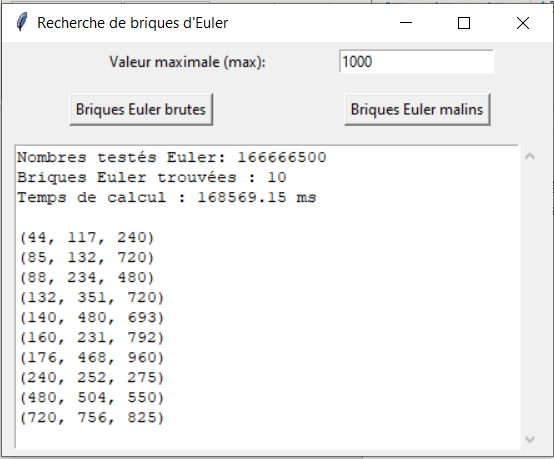 Recherche de briques d'Euler
Valeur maximale (max): 1000
Briques Euler brutes Briques Euler malins
Nombres testés Euler: 166666500
Briques Euler trouvées : 10
Temps de calcul : 168569.15 ms
(44, 117, 240)
(85, 132, 720)
(88, 234, 480)
(132, 351, 720)
(140, 480, 693)
(160, 231, 792)
(176, 468, 960)
(240, 252, 275)
(480, 504, 550)
(720, 756, 825)